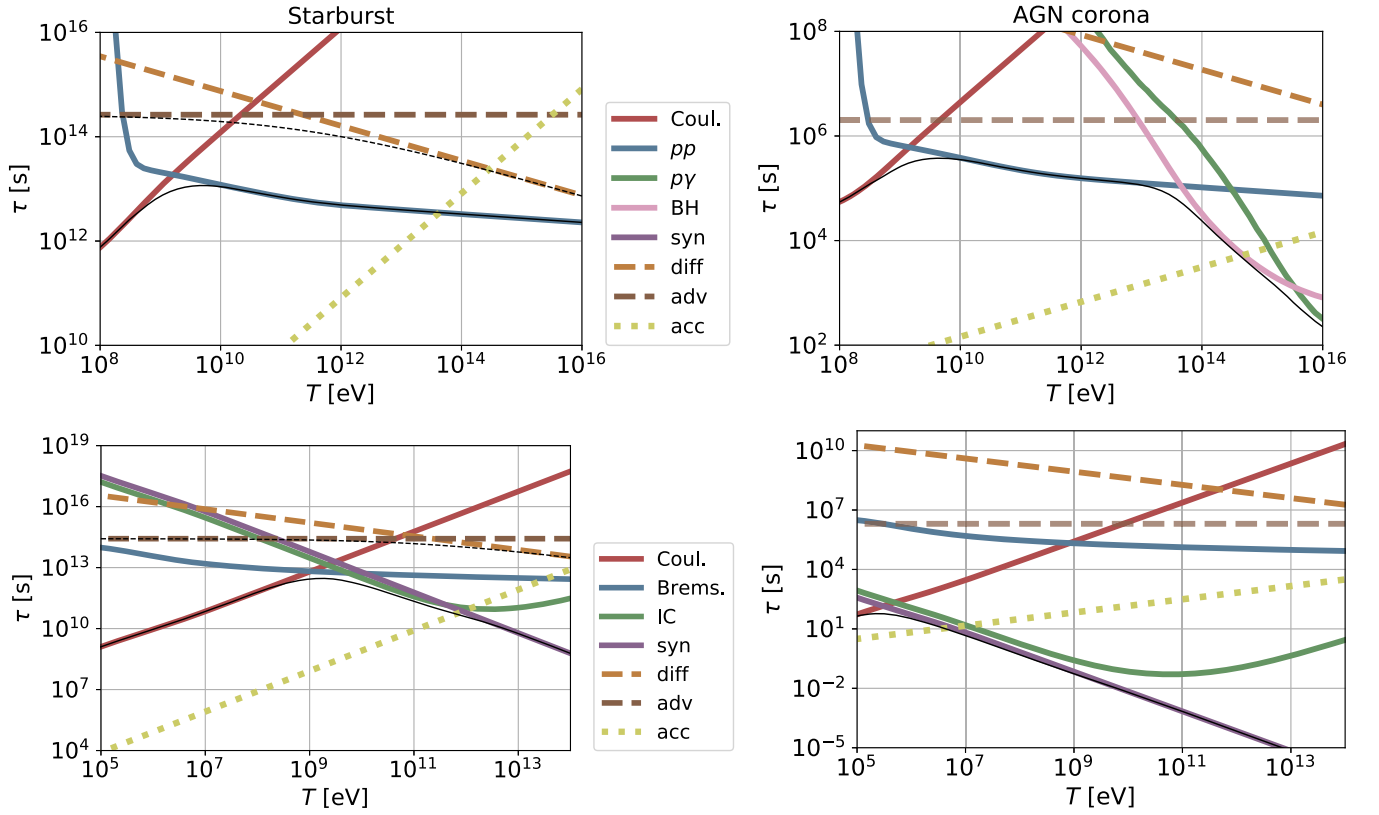 Starburst
AGN corona
10^16
10^14
10^12
10^10
τ [s]
10^8 10^10 10^12 10^14 10^16
T [eV]
Coul.
pp
pγ
BH
syn
diff
adv
acc
10^8
10^6
10^4
10^2
τ [s]
10^8 10^10 10^12 10^14 10^16
T [eV]
10^19
10^16
10^13
10^10
10^7
10^4
τ [s]
10^5 10^7 10^9 10^11 10^13
T [eV]
Coul.
Brems.
IC
syn
diff
adv
acc
10^10
10^7
10^4
10^1
10^−2
10^−5
τ [s]
10^5 10^7 10^9 10^11 10^13
T [eV]